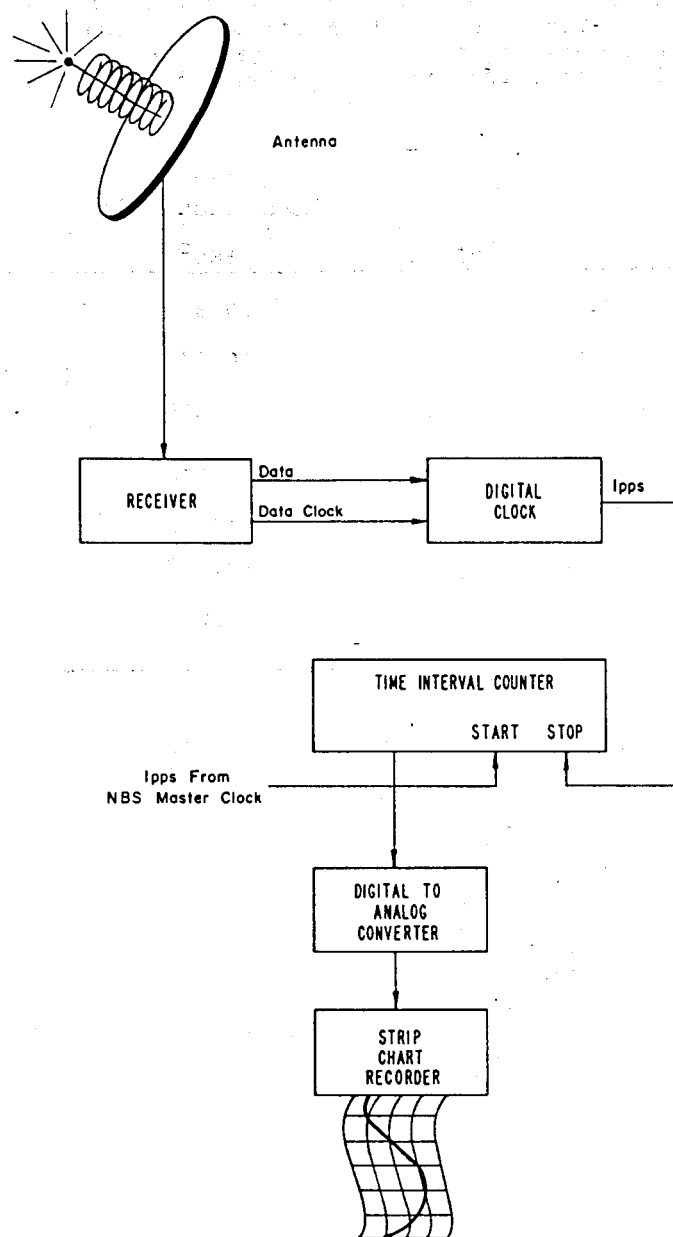 Antenna
RECEIVER
Data
Data Clock
DIGITAL
CLOCK
1pps
TIME INTERVAL COUNTER
START STOP
1pps From
NBS Master Clock
DIGITAL TO
ANALOG
CONVERTER
STRIP
CHART
RECORDER